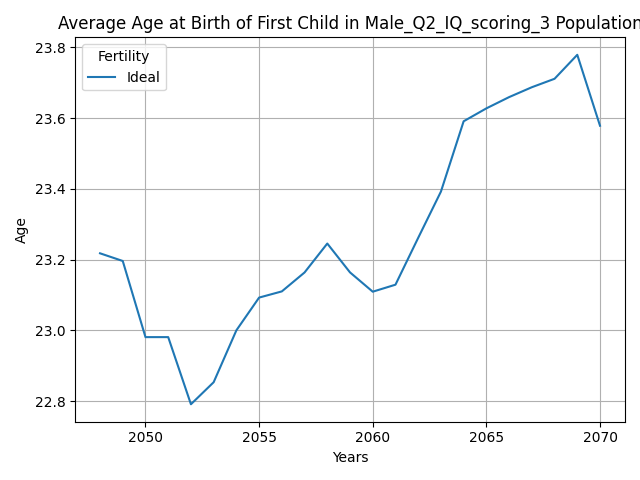 Average Age at Birth of First Child in Male_Q2_IQ_scoring_3 Population
Fertility
Ideal
23.8
23.6
23.4
23.2
23.0
22.8
Age
2050 2055 2060 2065 2070
Years